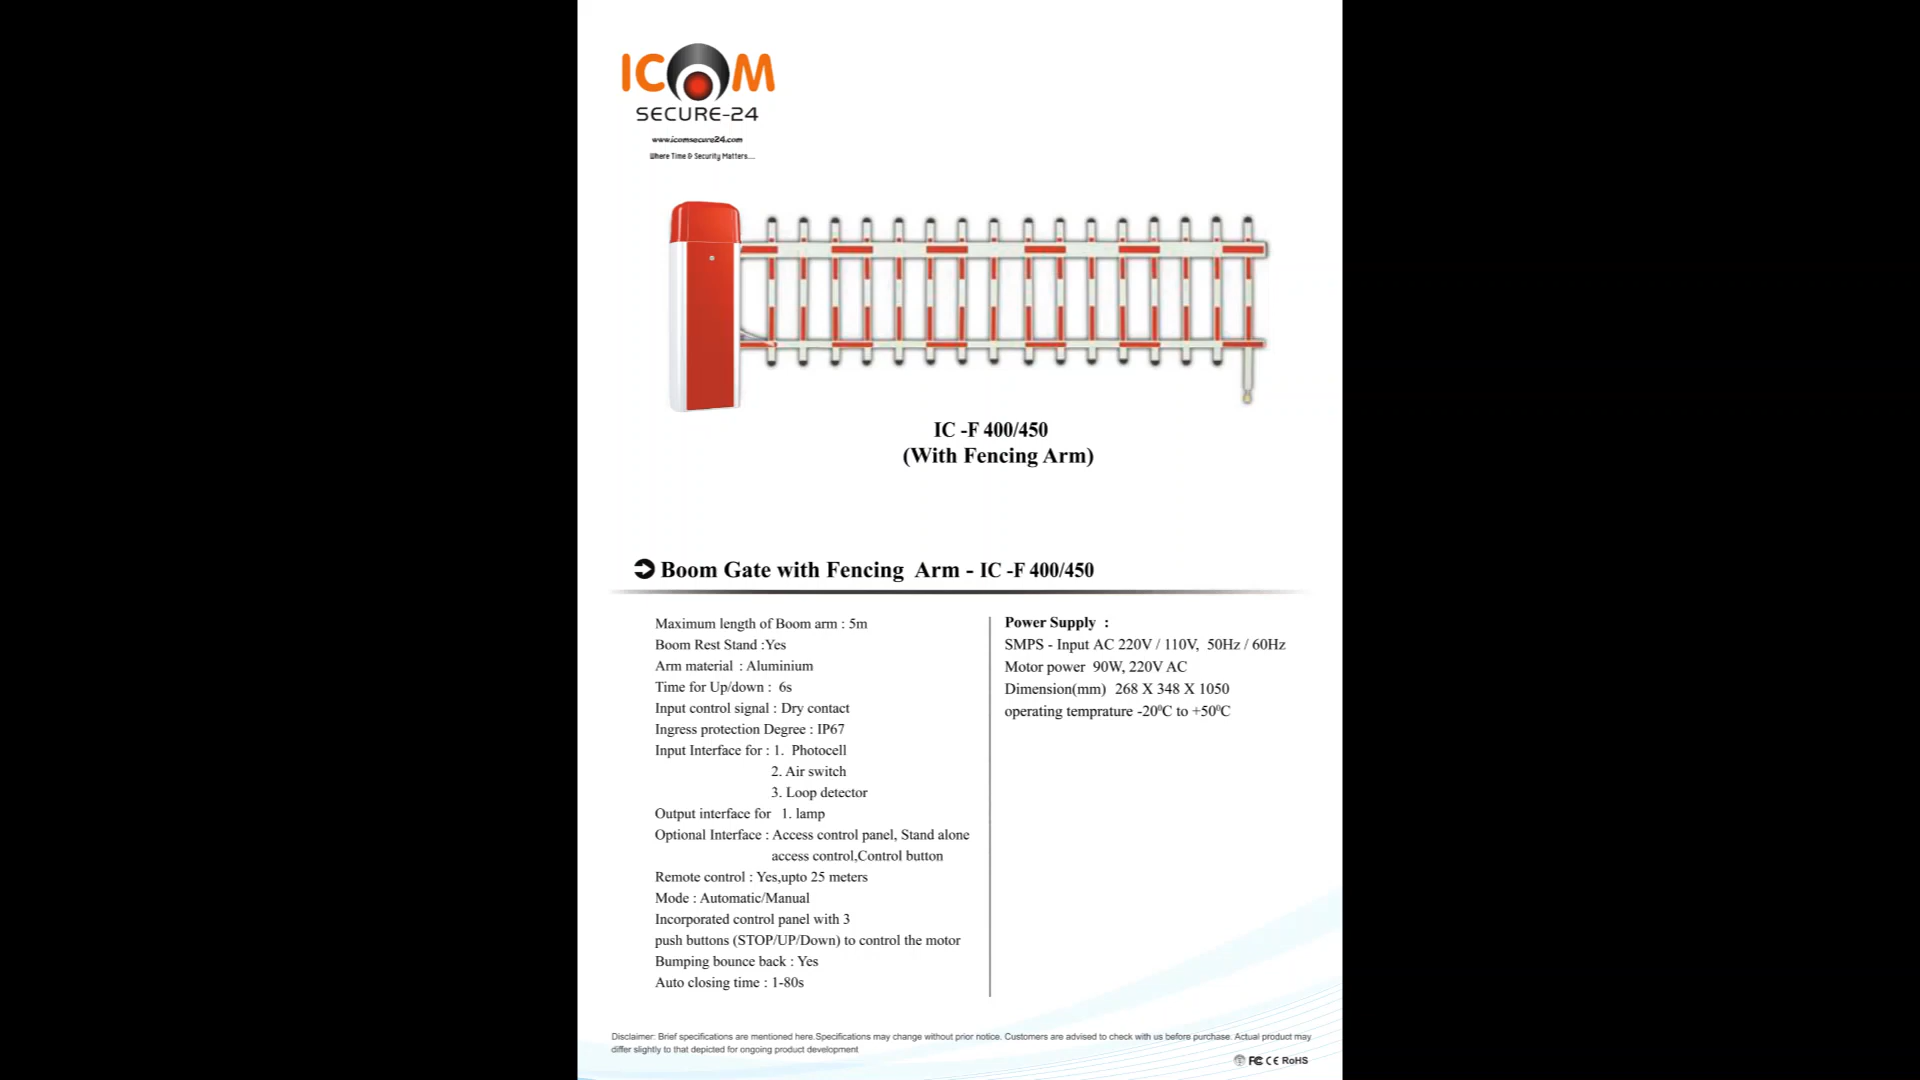 ICOM
SECURE-24
www.icomsecure24.com
Where Time & Security Matters....
IC -F 400/450
(With Fencing Arm)
Boom Gate with Fencing Arm - IC -F 400/450
Maximum length of Boom arm : 5m
Boom Rest Stand :Yes
Arm material : Aluminium
Time for Up/down : 6s
Input control signal : Dry contact
Ingress protection Degree : IP67
Input Interface for : 1. Photocell
2. Air switch
3. Loop detector
Output interface for 1. lamp
Optional Interface : Access control panel, Stand alone
access control,Control button
Remote control : Yes,upto 25 meters
Mode : Automatic/Manual
Incorporated control panel with 3
push buttons (STOP/UP/Down) to control the motor
Bumping bounce back : Yes
Auto closing time : 1-80s
Power Supply :
SMPS - Input AC 220V / 110V, 50Hz / 60Hz
Motor power 90W, 220V AC
Dimension(mm) 268 X 348 X 1050
operating temprature -20⁰C to +50⁰C
Disclaimer: Brief specifications are mentioned here.Specifications may change without prior notice. Customers are advised to check with us before purchase. Actual product may
differ slightly to that depicted for ongoing product development
FC CE RoHS